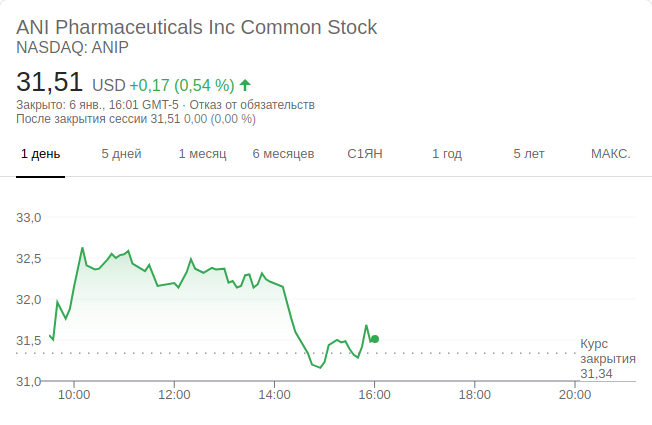 ANI Pharmaceuticals Inc Common Stock
NASDAQ: ANIP
31,51 USD +0,17 (0,54 %)
Закрыто: 6 янв., 16:01 GMT-5 · Отказ от обязательств
После закрытия сессии 31,51 0,00 (0,00 %)
1 день 5 дней 1 месяц 6 месяцев С1ЯН 1 год 5 лет МАКС.
33,0
32,5
32,0
31,5
31,0
Курс
закрытия
31,34
10:00 12:00 14:00 16:00 20:00